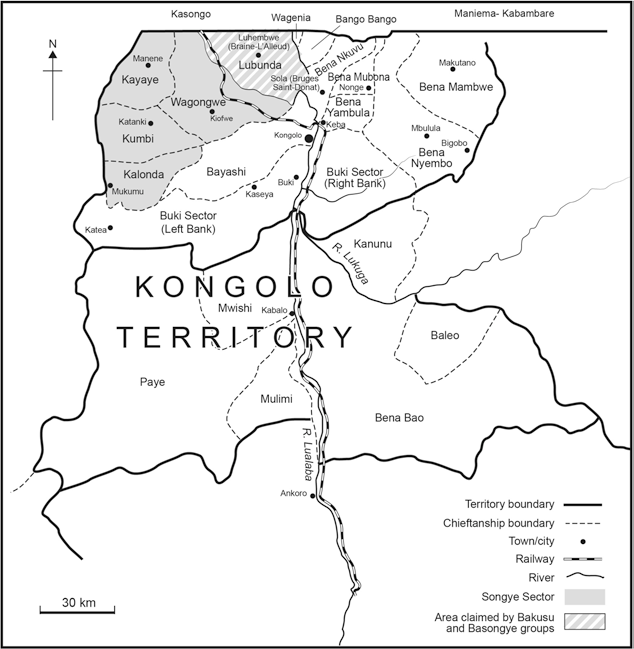 Kasongo
Wagenia
Bango Bango
Maniema- Kabambare
N
Luhembwe
(Braine-L'Alleud)
Lubunda
Manene
Kayaye
Bena Nkuvu
Makutano
Sola (Bruges
Saint-Donat)
Bena Muhona
Nonge
Bena Mambwe
Wagongwe
Kiofwe
Bena
Yambula
Katanki
Kumbi
Keba
Kongolo
Mbulula
Bigobo
Bena
Nyembo
Kalonda
Mukumu
Bayashi
Kaseya
Buki
Buki Sector
(Right Bank)
Katea
Buki Sector
(Left Bank)
R. Lukuga
Kanunu
KONGOLO
TERRITORY
Mwishi
Kabalo
Baleo
Paye
Mulimi
Bena Bao
R. Lualaba
Ankoro
Territory boundary
Chieftanship boundary
Town/city
Railway
River
Songye Sector
Area claimed by Bakusu
and Basongye groups
30 km